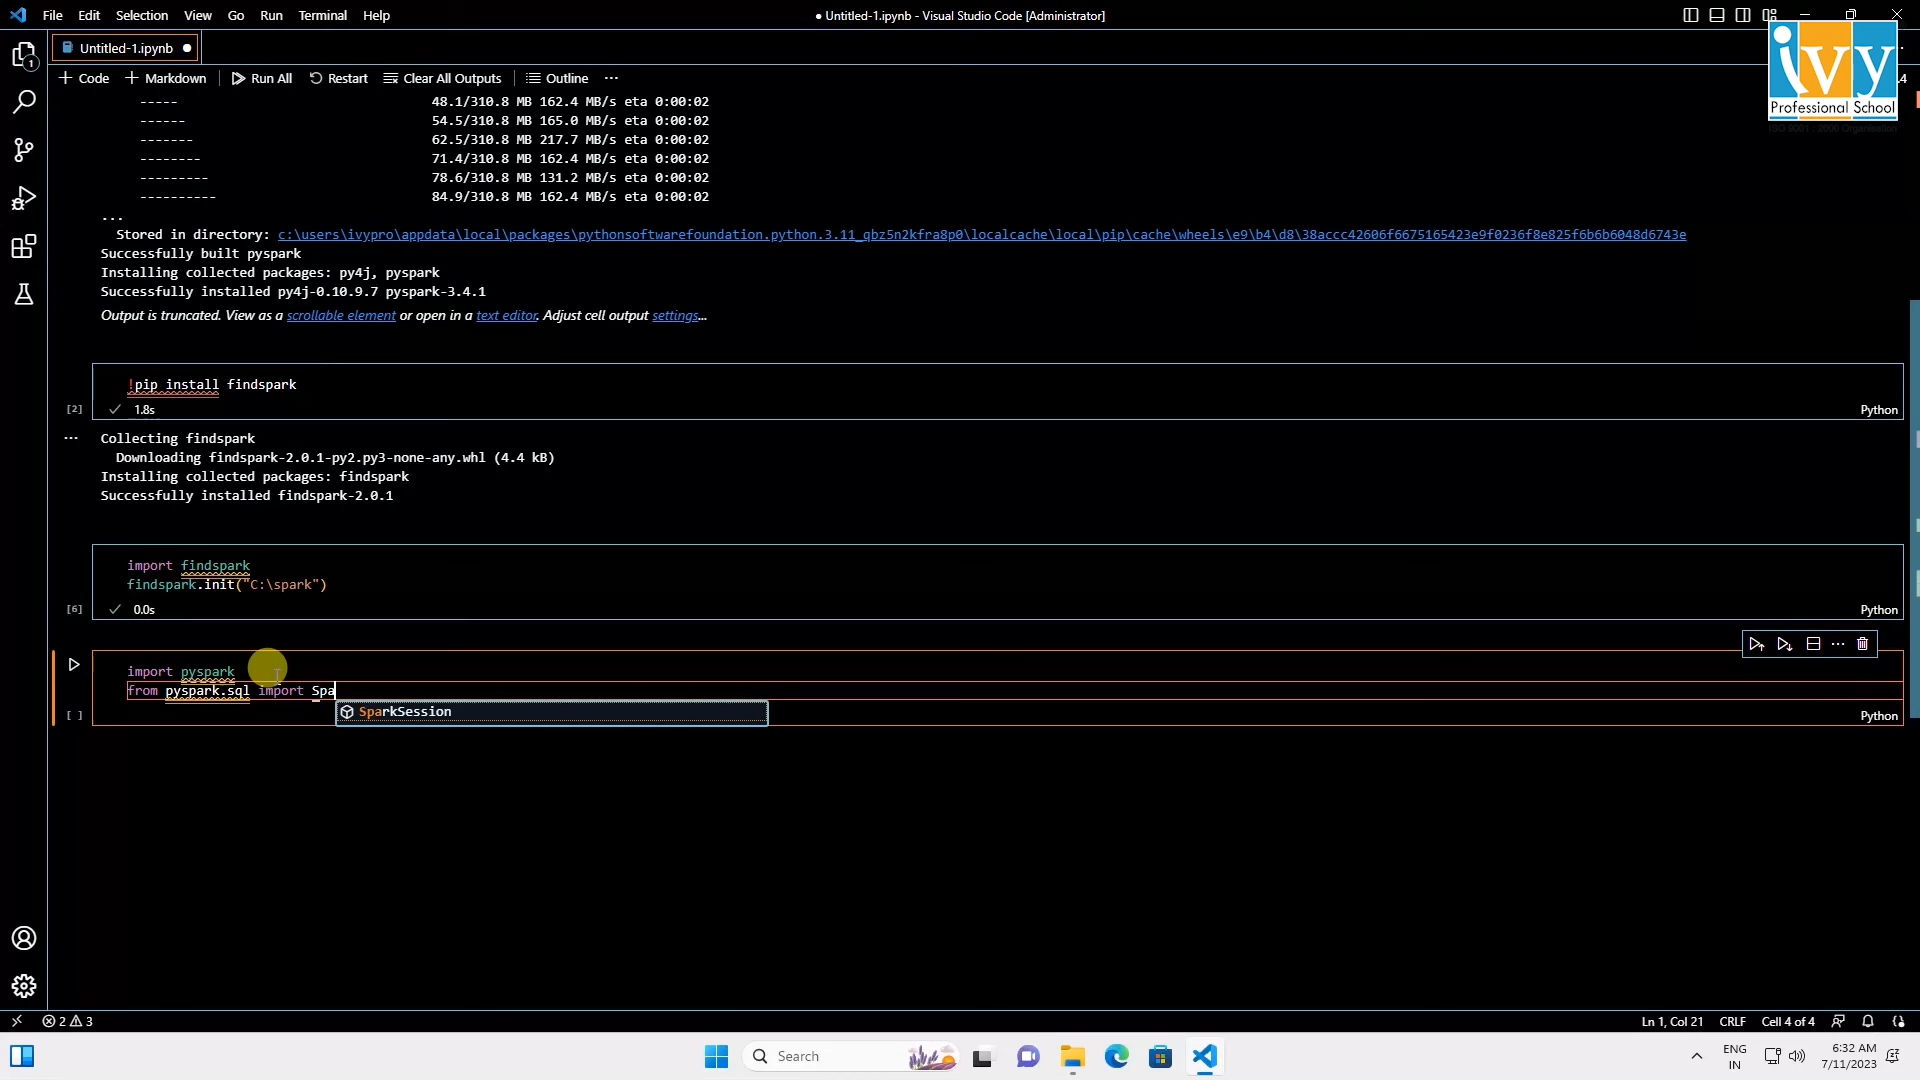 File Edit Selection View Go Run Terminal Help
● Untitled-1.ipynb - Visual Studio Code [Administrator]
Untitled-1.ipynb ●
+ Code + Markdown Run All Restart Clear All Outputs Outline ...
ivy
Professional School
ISO 9001 : 2000 Organisation
----- 48.1/310.8 MB 162.4 MB/s eta 0:00:02
------ 54.5/310.8 MB 165.0 MB/s eta 0:00:02
------- 62.5/310.8 MB 217.7 MB/s eta 0:00:02
-------- 71.4/310.8 MB 162.4 MB/s eta 0:00:02
--------- 78.6/310.8 MB 131.2 MB/s eta 0:00:02
---------- 84.9/310.8 MB 162.4 MB/s eta 0:00:02
...
Stored in directory: c:\users\ivypro\appdata\local\packages\pythonsoftwarefoundation.python.3.11_qbz5n2kfra8p0\localcache\local\pip\cache\wheels\e9\b4\d8\38accc42606f6675165423e9f0236f8e825f6b6b6048d6743e
Successfully built pyspark
Installing collected packages: py4j, pyspark
Successfully installed py4j-0.10.9.7 pyspark-3.4.1
Output is truncated. View as a scrollable element or open in a text editor. Adjust cell output settings...
!pip install findspark
[2] 1.8s Python
Collecting findspark
Downloading findspark-2.0.1-py2.py3-none-any.whl (4.4 kB)
Installing collected packages: findspark
Successfully installed findspark-2.0.1
import findspark
findspark.init("C:\spark")
[6] 0.0s Python
import pyspark
from pyspark.sql import Spa
SparkSession
[ ] Python
2 3 Ln 1, Col 21 CRLF Cell 4 of 4
Search
ENG
IN
6:32 AM
7/11/2023